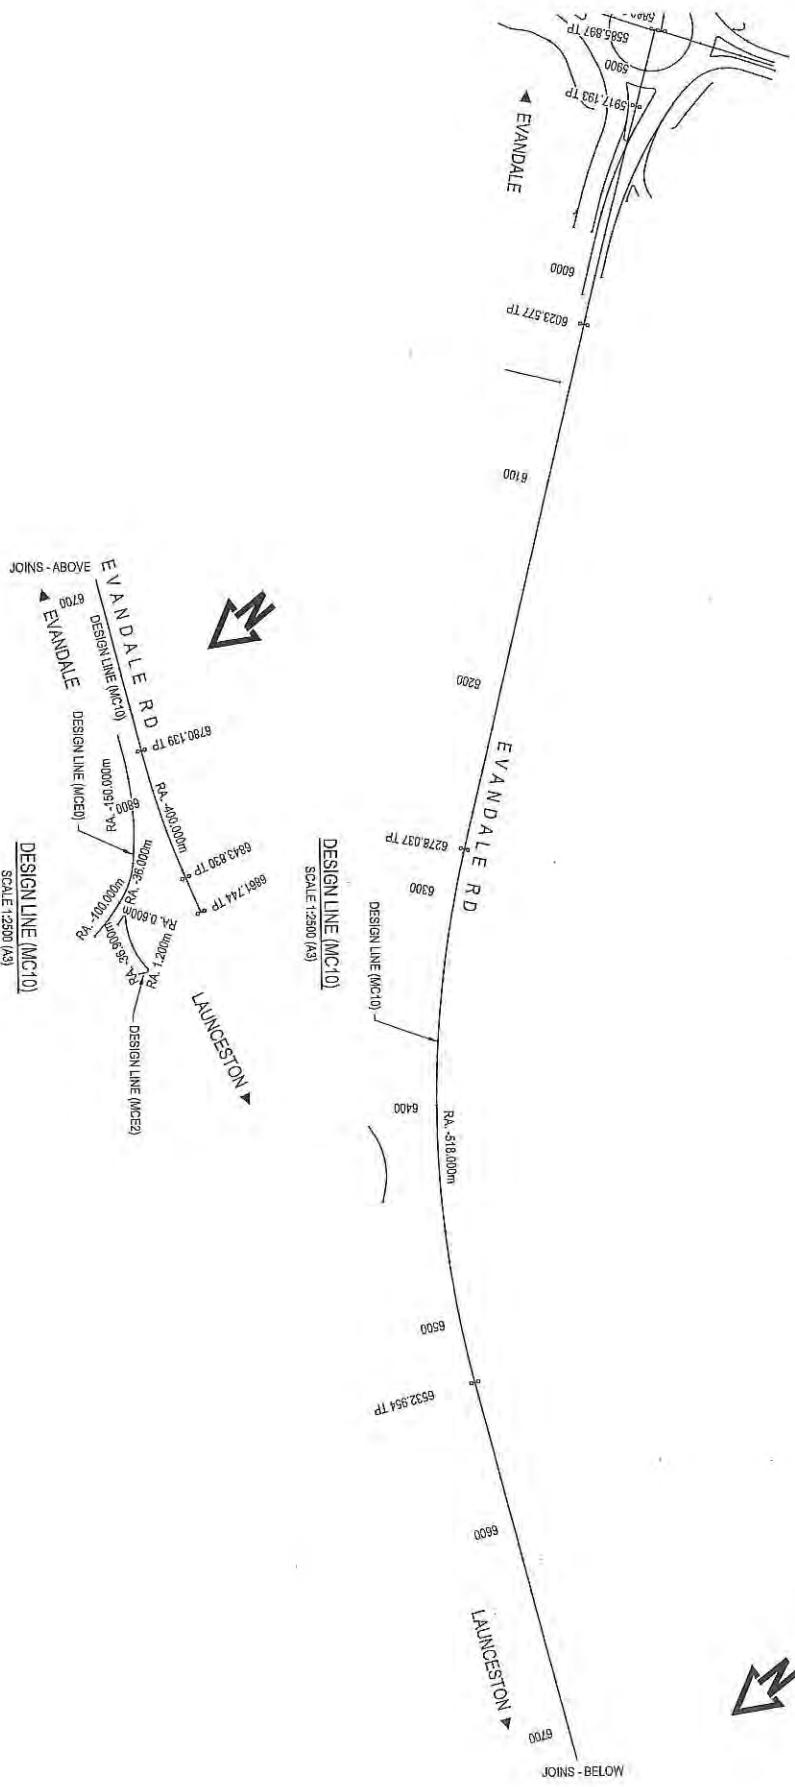 5880
5585.897 TP
5900
5917.193 TP
◄ EVANDALE
6000
6023.577 TP
6100
6200
EVANDALE RD
6278.037 TP
6300
DESIGN LINE (MC10)
6400
RA. -518.000m
6500
6532.954 TP
6600
LAUNCESTON ►
6700
JOINS - BELOW
N
DESIGN LINE (MC10)
SCALE 1:2500 (A3)
JOINS - ABOVE
6700
◄ EVANDALE
EVANDALE RD
DESIGN LINE (MC10)
6780.139 TP
DESIGN LINE (MCE0)
RA. -150.000m
6800
RA. -400.000m
6843.830 TP
6861.744 TP
RA. -36.000m
RA. -100.000m
RA. 0.600m
RA. -36.900m
RA. 1.200m
DESIGN LINE (MCE2)
LAUNCESTON ►
N
DESIGN LINE (MC10)
SCALE 1:2500 (A3)